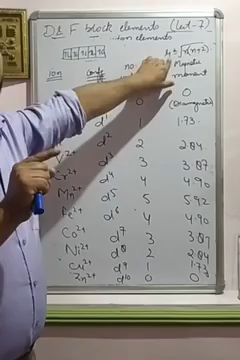 D & F block elements (Lect-7)
tion elements
μ = √n(n+2)
Ion conf no Magnetic
moment
0 0
(Diamagnetic)
d¹ 1 1.73
V²⁺ d³ 2 2.84
Cr²⁺ d⁴ 3 3.87
Mn²⁺ d⁵ 4 4.90
Fe²⁺ d⁶ 5 5.92
Co²⁺ d⁷ 4 4.90
Ni²⁺ d⁸ 3 3.87
Cu²⁺ d⁹ 2 2.84
Zn²⁺ d¹⁰ 1 1.73
0 0